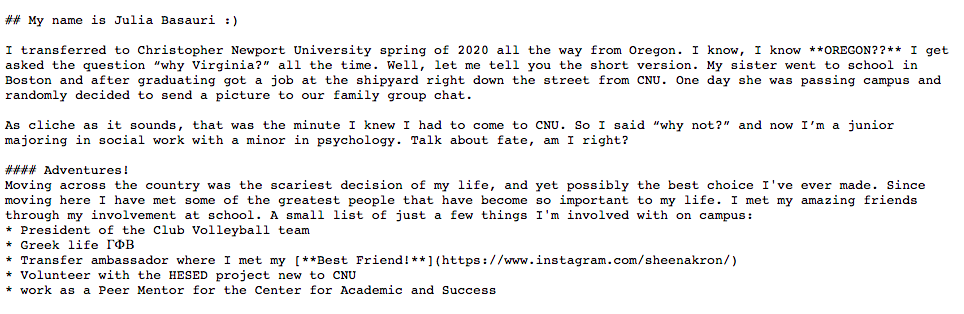 ## My name is Julia Basauri :)
I transferred to Christopher Newport University spring of 2020 all the way from Oregon. I know, I know **OREGON??** I get
asked the question “why Virginia?” all the time. Well, let me tell you the short version. My sister went to school in
Boston and after graduating got a job at the shipyard right down the street from CNU. One day she was passing campus and
randomly decided to send a picture to our family group chat.
As cliche as it sounds, that was the minute I knew I had to come to CNU. So I said “why not?” and now I’m a junior
majoring in social work with a minor in psychology. Talk about fate, am I right?
#### Adventures!
Moving across the country was the scariest decision of my life, and yet possibly the best choice I've ever made. Since
moving here I have met some of the greatest people that have become so important to my life. I met my amazing friends
through my involvement at school. A small list of just a few things I'm involved with on campus:
* President of the Club Volleyball team
* Greek life ΓΦΒ
* Transfer ambassador where I met my [**Best Friend!**](https://www.instagram.com/sheenakron/)
* Volunteer with the HESED project new to CNU
* work as a Peer Mentor for the Center for Academic and Success